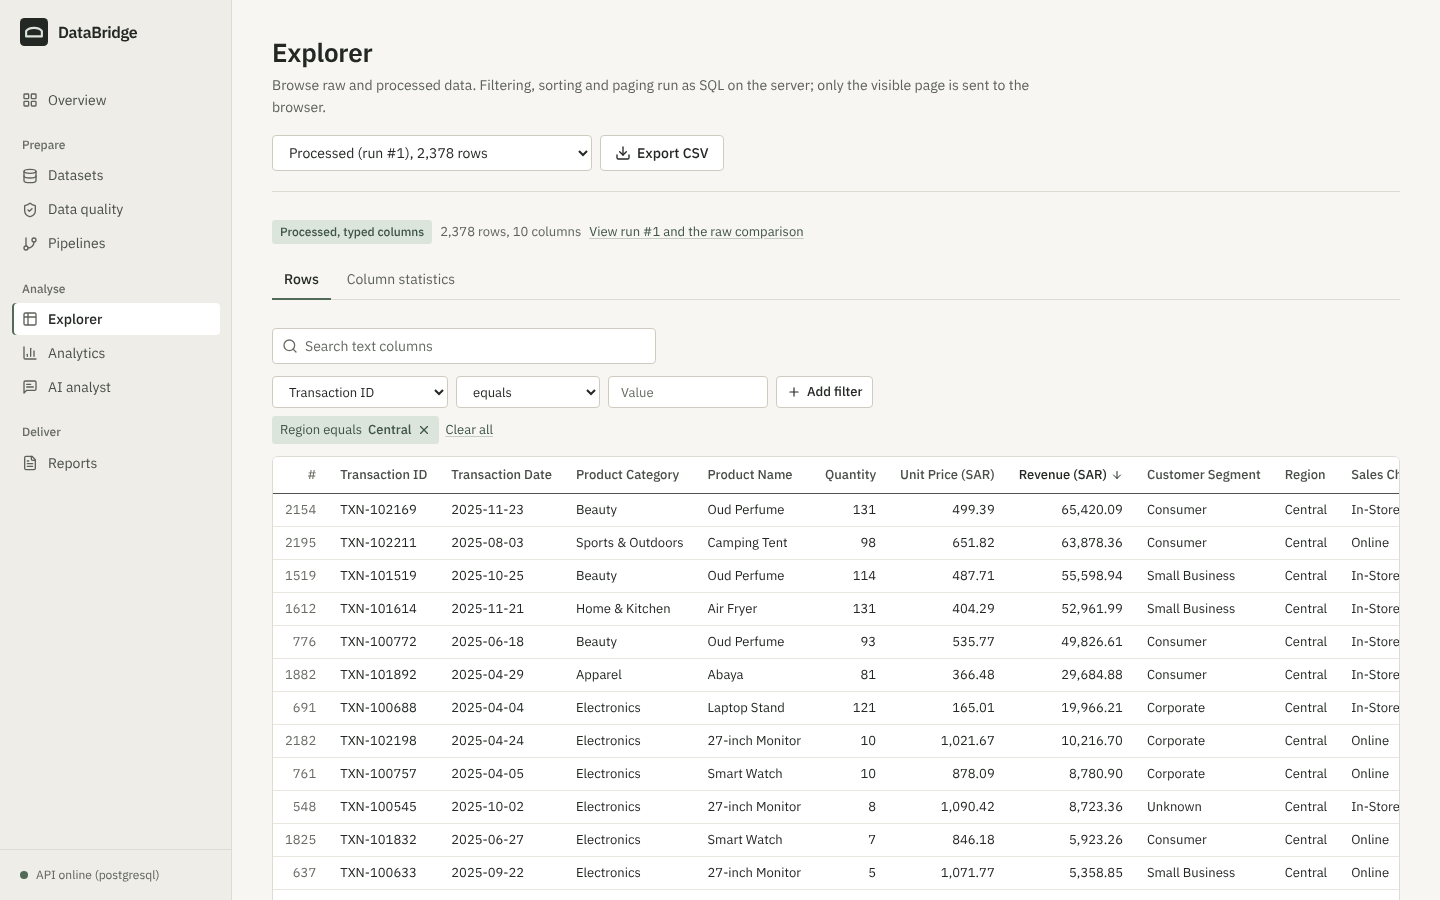 DataBridge
Overview
Prepare
Datasets
Data quality
Pipelines
Analyse
Explorer
Analytics
AI analyst
Deliver
Reports
API online (postgresql)
Explorer
Browse raw and processed data. Filtering, sorting and paging run as SQL on the server; only the visible page is sent to the
browser.
Processed (run #1), 2,378 rows
Export CSV
Processed, typed columns 2,378 rows, 10 columns View run #1 and the raw comparison
Rows Column statistics
Search text columns
Transaction ID equals Value Add filter
Region equals Central Clear all
# Transaction ID Transaction Date Product Category Product Name Quantity Unit Price (SAR) Revenue (SAR) ↓ Customer Segment Region Sales Ch
2154 TXN-102169 2025-11-23 Beauty Oud Perfume 131 499.39 65,420.09 Consumer Central In-Store
2195 TXN-102211 2025-08-03 Sports & Outdoors Camping Tent 98 651.82 63,878.36 Consumer Central Online
1519 TXN-101519 2025-10-25 Beauty Oud Perfume 114 487.71 55,598.94 Small Business Central In-Store
1612 TXN-101614 2025-11-21 Home & Kitchen Air Fryer 131 404.29 52,961.99 Small Business Central In-Store
776 TXN-100772 2025-06-18 Beauty Oud Perfume 93 535.77 49,826.61 Consumer Central In-Store
1882 TXN-101892 2025-04-29 Apparel Abaya 81 366.48 29,684.88 Consumer Central In-Store
691 TXN-100688 2025-04-04 Electronics Laptop Stand 121 165.01 19,966.21 Corporate Central In-Store
2182 TXN-102198 2025-04-24 Electronics 27-inch Monitor 10 1,021.67 10,216.70 Corporate Central Online
761 TXN-100757 2025-04-05 Electronics Smart Watch 10 878.09 8,780.90 Corporate Central Online
548 TXN-100545 2025-10-02 Electronics 27-inch Monitor 8 1,090.42 8,723.36 Unknown Central In-Store
1825 TXN-101832 2025-06-27 Electronics Smart Watch 7 846.18 5,923.26 Consumer Central Online
637 TXN-100633 2025-09-22 Electronics 27-inch Monitor 5 1,071.77 5,358.85 Small Business Central Online